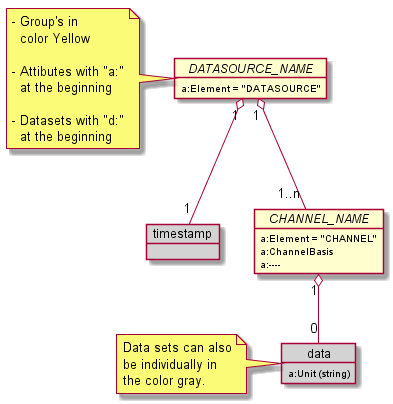 - Group's in
color Yellow
- Attibutes with "a:"
at the beginning
- Datasets with "d:"
at the beginning
DATASOURCE_NAME
a:Element = "DATASOURCE"
1
1
1
1..n
timestamp
CHANNEL_NAME
a:Element = "CHANNEL"
a:ChannelBasis
a:----
1
0
Data sets can also
be individually in
the color gray.
data
a:Unit (string)